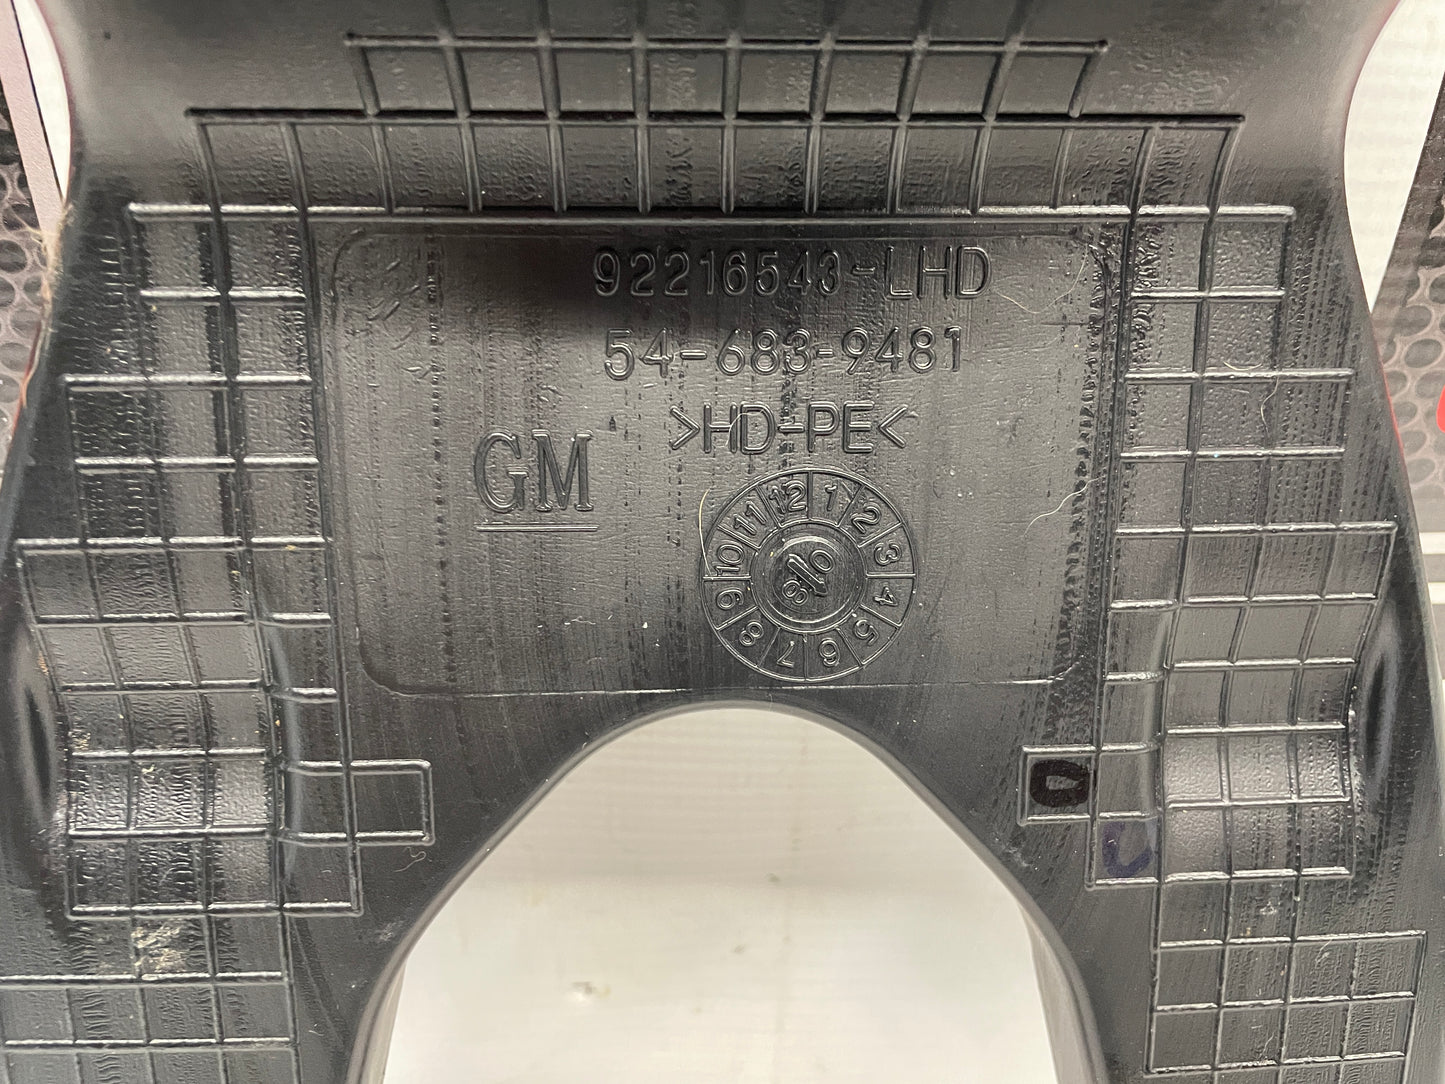 92216543-LHD
54-683-9481
>HD-PE<
GM
12 1 2 3 4 5 6 7 8 9 10 11